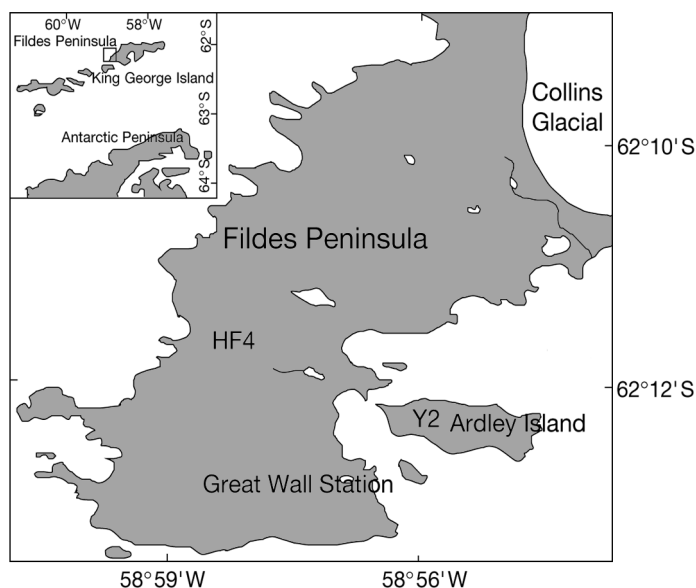 60°W 58°W
Fildes Peninsula
62°S
King George Island
63°S
Antarctic Peninsula
64°S
Collins
Glacial
62°10'S
Fildes Peninsula
HF4
62°12'S
Y2 Ardley Island
Great Wall Station
58°59'W 58°56'W